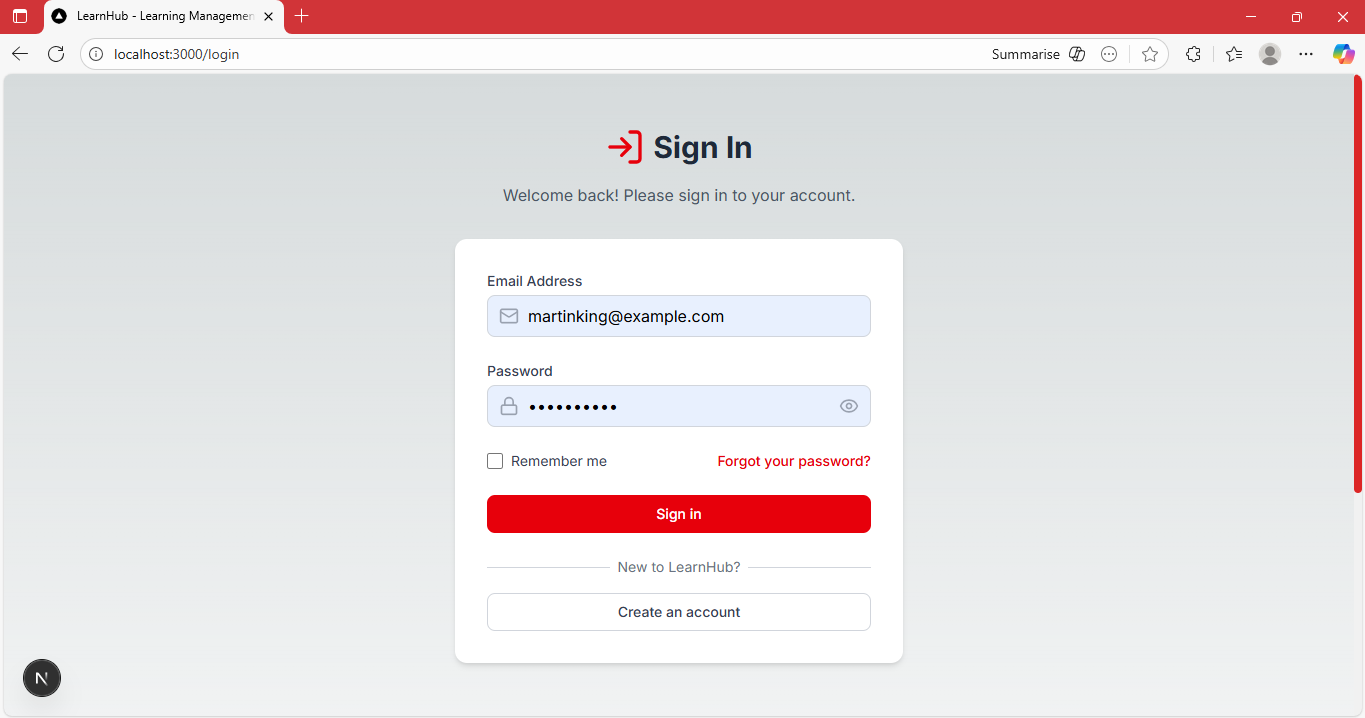 LearnHub - Learning Managemen
localhost:3000/login
Summarise
Sign In
Welcome back! Please sign in to your account.
Email Address
martinking@example.com
Password
••••••••••
Remember me
Forgot your password?
Sign in
New to LearnHub?
Create an account
N